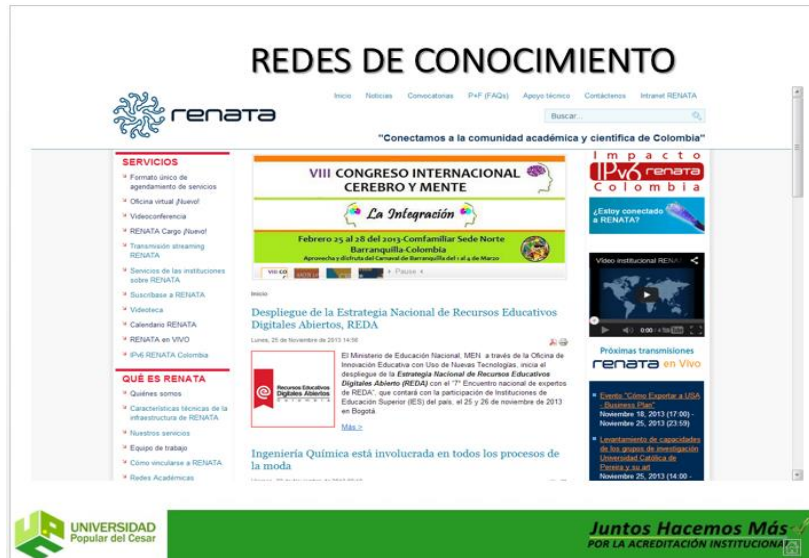 REDES DE CONOCIMIENTO
renata
Inicio Noticias Convocatorias P+F (FAQs) Apoyo técnico Contáctenos Intranet RENATA
Buscar...
"Conectamos a la comunidad académica y científica de Colombia"
SERVICIOS
Formato único de
agendamiento de servicios
Oficina virtual ¡Nuevo!
Videoconferencia
RENATA Cargo ¡Nuevo!
Transmisión streaming
RENATA
Servicios de las instituciones
sobre RENATA
Suscríbase a RENATA
Videoteca
Calendario RENATA
RENATA en VIVO
IPv6 RENATA Colombia
QUÉ ES RENATA
Quiénes somos
Características técnicas de la
infraestructura de RENATA
Nuestros servicios
Equipo de trabajo
Cómo vincularse a RENATA
Redes Académicas
VIII CONGRESO INTERNACIONAL
CEREBRO Y MENTE
La Integración
Febrero 25 al 28 del 2013-Comfamiliar Sede Norte
Barranquilla-Colombia
Aprovecha y disfruta del Carnaval de Barranquilla del 1 al 4 de Marzo
VIII CO
Pause
Inicio
Despliegue de la Estrategia Nacional de Recursos Educativos
Digitales Abiertos, REDA
Lunes, 25 de Noviembre de 2013 14:56
Recursos Educativos
Digitales Abiertos
Colombia
El Ministerio de Educación Nacional, MEN a través de la Oficina de
Innovación Educativa con Uso de Nuevas Tecnologías, inicia el
despliegue de la Estrategia Nacional de Recursos Educativos
Digitales Abierto (REDA) con el "7° Encuentro nacional de expertos
de REDA", que contará con la participación de Instituciones de
Educación Superior (IES) del país, el 25 y 26 de noviembre de 2013
en Bogotá.
Más >
Ingeniería Química está involucrada en todos los procesos de
la moda
Impacto
IPv6 renata
Colombia
¿Estoy conectado
a RENATA?
Vídeo institucional RENA
0:00
Próximas transmisiones
renata en Vivo
Evento "Cómo Exportar a USA
- Business Plan"
Noviembre 18, 2013 (17:00) -
Noviembre 25, 2013 (23:59)
Levantamiento de capacidades
de los grupos de investigación
Universidad Católica de
Pereira y su art
Noviembre 25, 2013 (14:00 -
UNIVERSIDAD
Popular del Cesar
Juntos Hacemos Más
POR LA ACREDITACIÓN INSTITUCIONAL